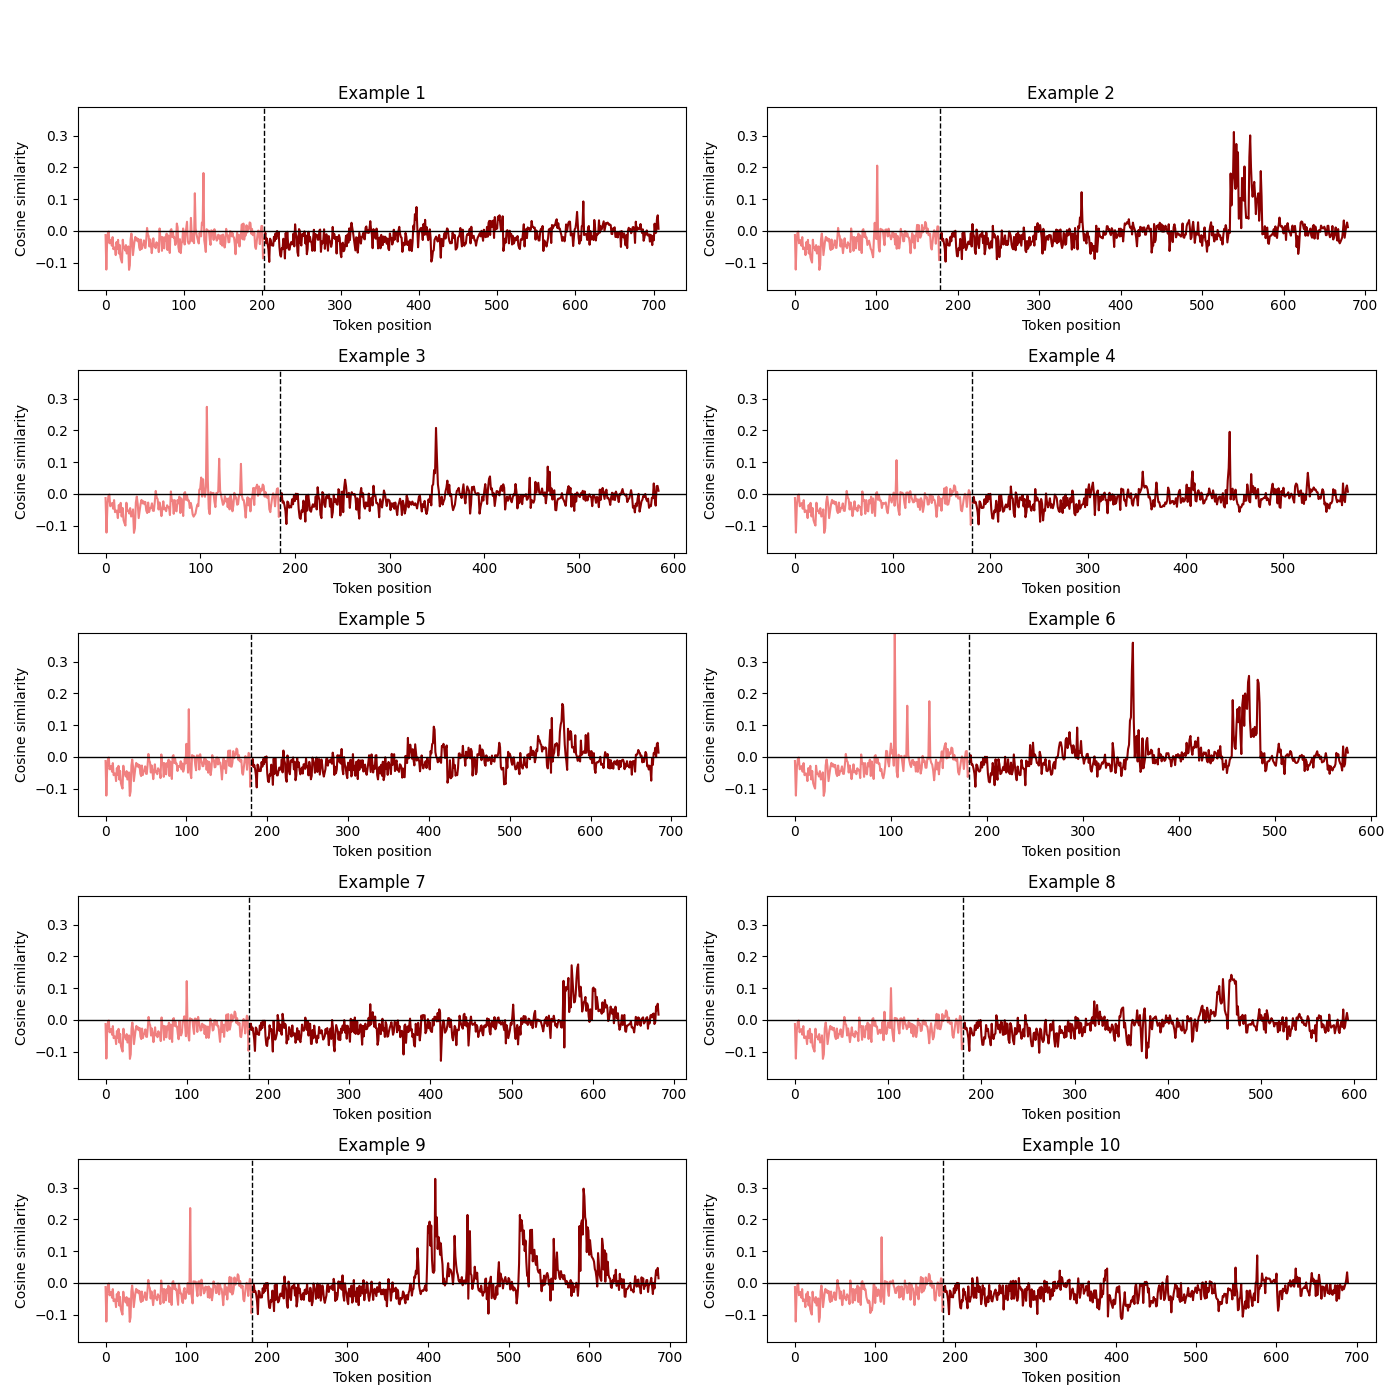 Example 1
Cosine similarity
0.3
0.2
0.1
0.0
−0.1
0 100 200 300 400 500 600 700
Token position
Example 2
Cosine similarity
0.3
0.2
0.1
0.0
−0.1
0 100 200 300 400 500 600 700
Token position
Example 3
Cosine similarity
0.3
0.2
0.1
0.0
−0.1
0 100 200 300 400 500 600
Token position
Example 4
Cosine similarity
0.3
0.2
0.1
0.0
−0.1
0 100 200 300 400 500
Token position
Example 5
Cosine similarity
0.3
0.2
0.1
0.0
−0.1
0 100 200 300 400 500 600 700
Token position
Example 6
Cosine similarity
0.3
0.2
0.1
0.0
−0.1
0 100 200 300 400 500 600
Token position
Example 7
Cosine similarity
0.3
0.2
0.1
0.0
−0.1
0 100 200 300 400 500 600 700
Token position
Example 8
Cosine similarity
0.3
0.2
0.1
0.0
−0.1
0 100 200 300 400 500 600
Token position
Example 9
Cosine similarity
0.3
0.2
0.1
0.0
−0.1
0 100 200 300 400 500 600 700
Token position
Example 10
Cosine similarity
0.3
0.2
0.1
0.0
−0.1
0 100 200 300 400 500 600 700
Token position